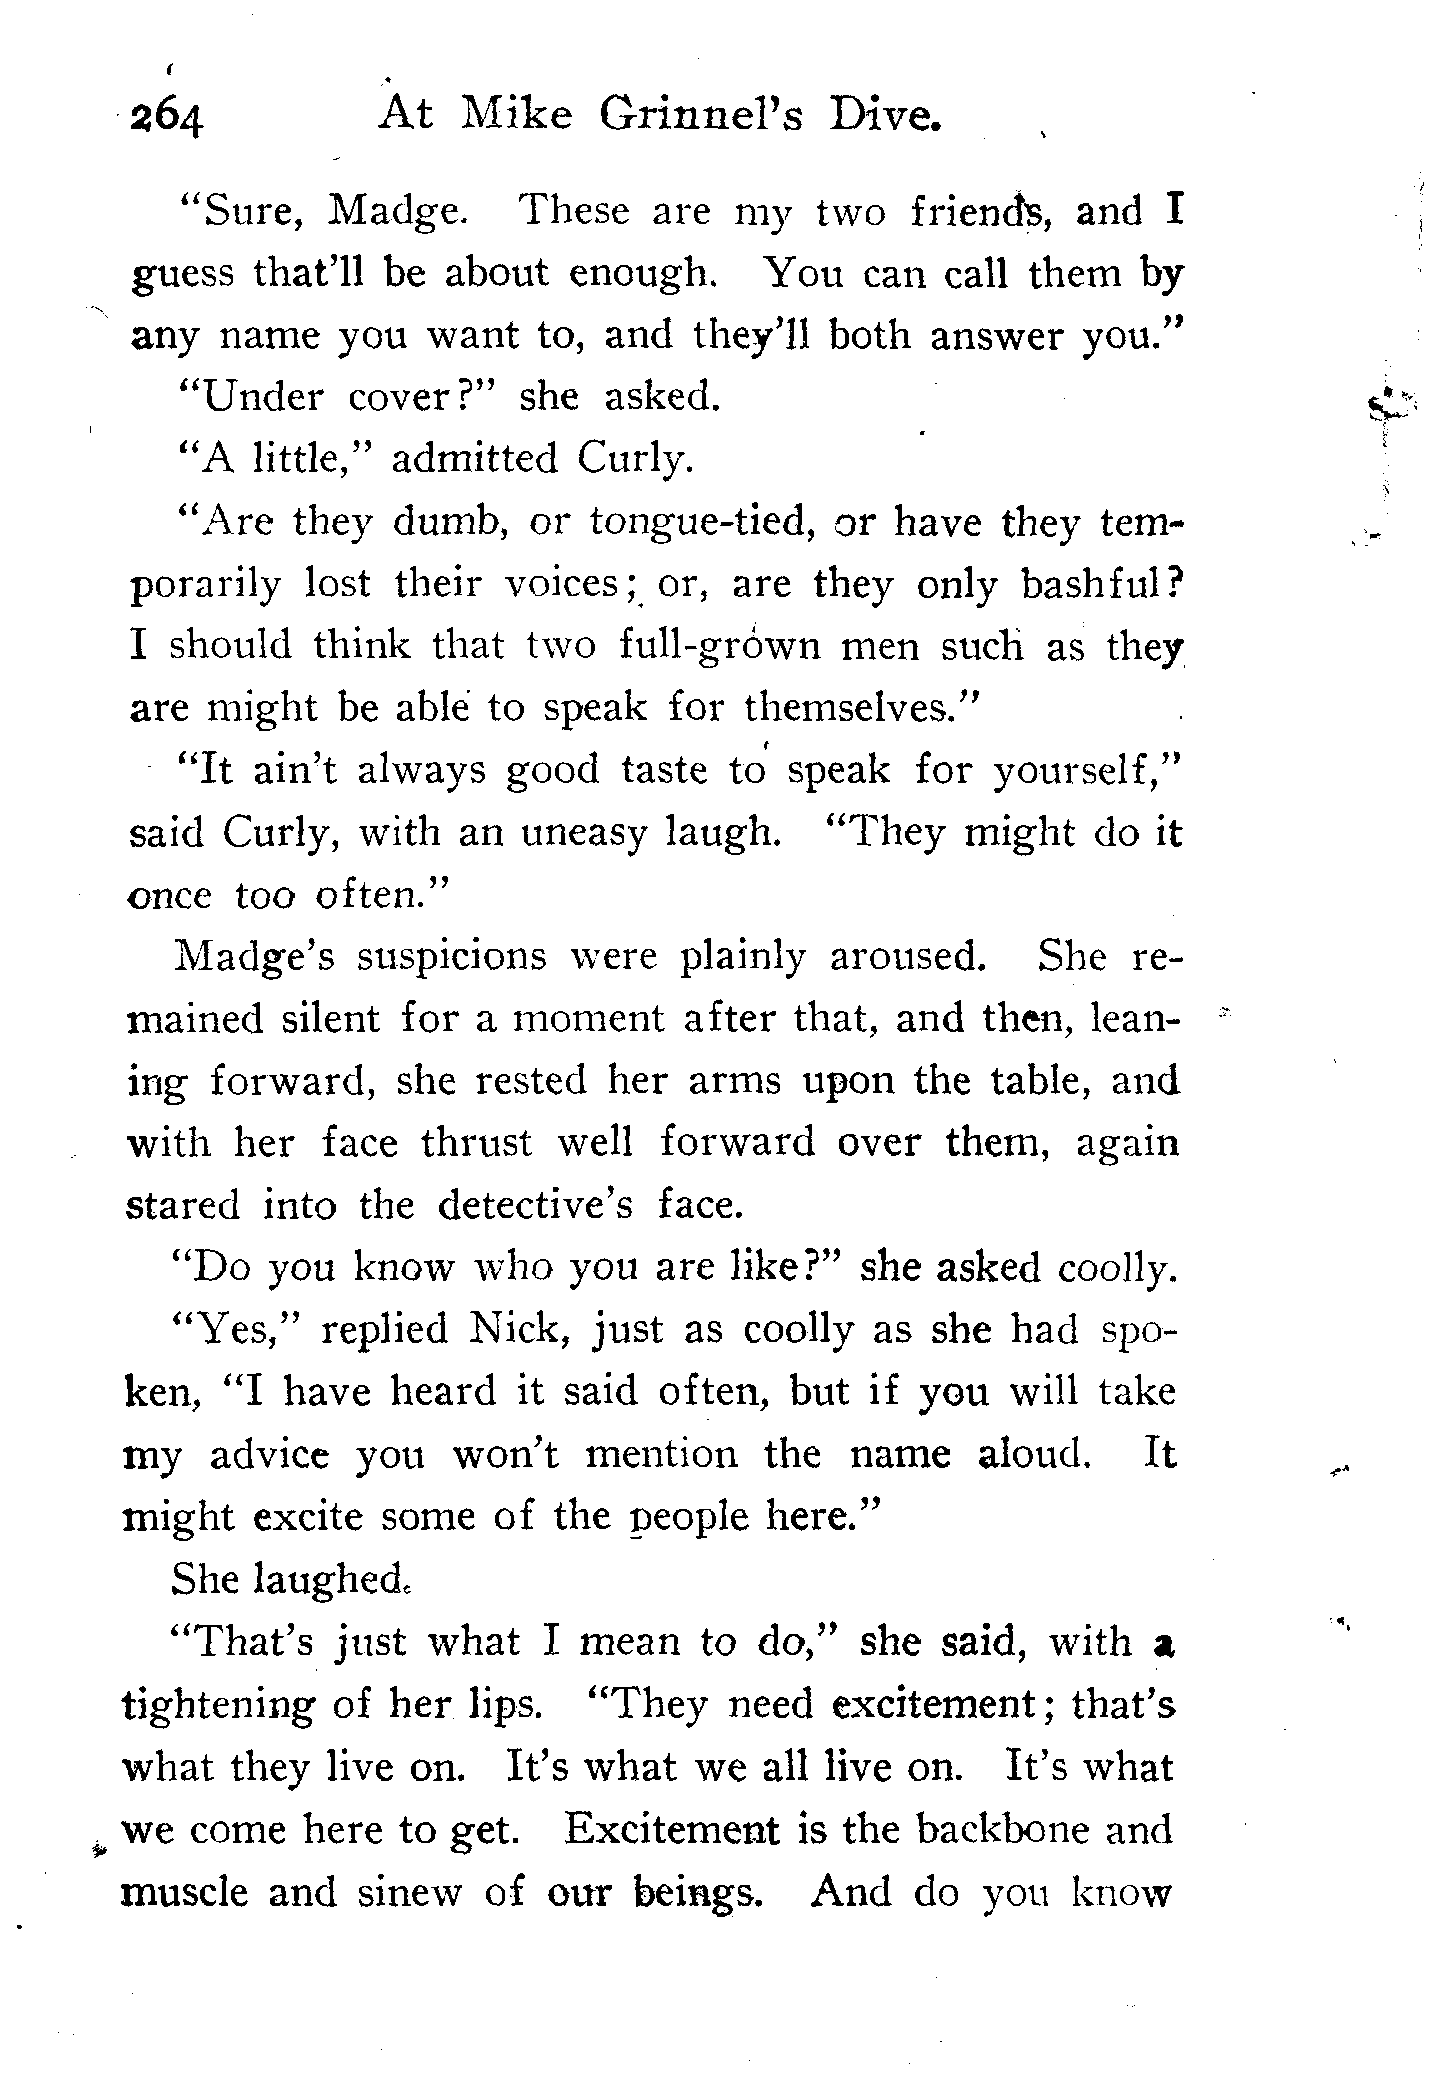 264 At Mike Grinnel's Dive.
"Sure, Madge. These are my two friends, and I
guess that'll be about enough. You can call them by
any name you want to, and they'll both answer you."
"Under cover?" she asked.
"A little," admitted Curly.
"Are they dumb, or tongue-tied, or have they tem-
porarily lost their voices; or, are they only bashful?
I should think that two full-grown men such as they
are might be able to speak for themselves."
"It ain't always good taste to speak for yourself,"
said Curly, with an uneasy laugh. "They might do it
once too often."
Madge's suspicions were plainly aroused. She re-
mained silent for a moment after that, and then, lean-
ing forward, she rested her arms upon the table, and
with her face thrust well forward over them, again
stared into the detective's face.
"Do you know who you are like?" she asked coolly.
"Yes," replied Nick, just as coolly as she had spo-
ken, "I have heard it said often, but if you will take
my advice you won't mention the name aloud. It
might excite some of the people here."
She laughed.
"That's just what I mean to do," she said, with a
tightening of her lips. "They need excitement; that's
what they live on. It's what we all live on. It's what
we come here to get. Excitement is the backbone and
muscle and sinew of our beings. And do you know